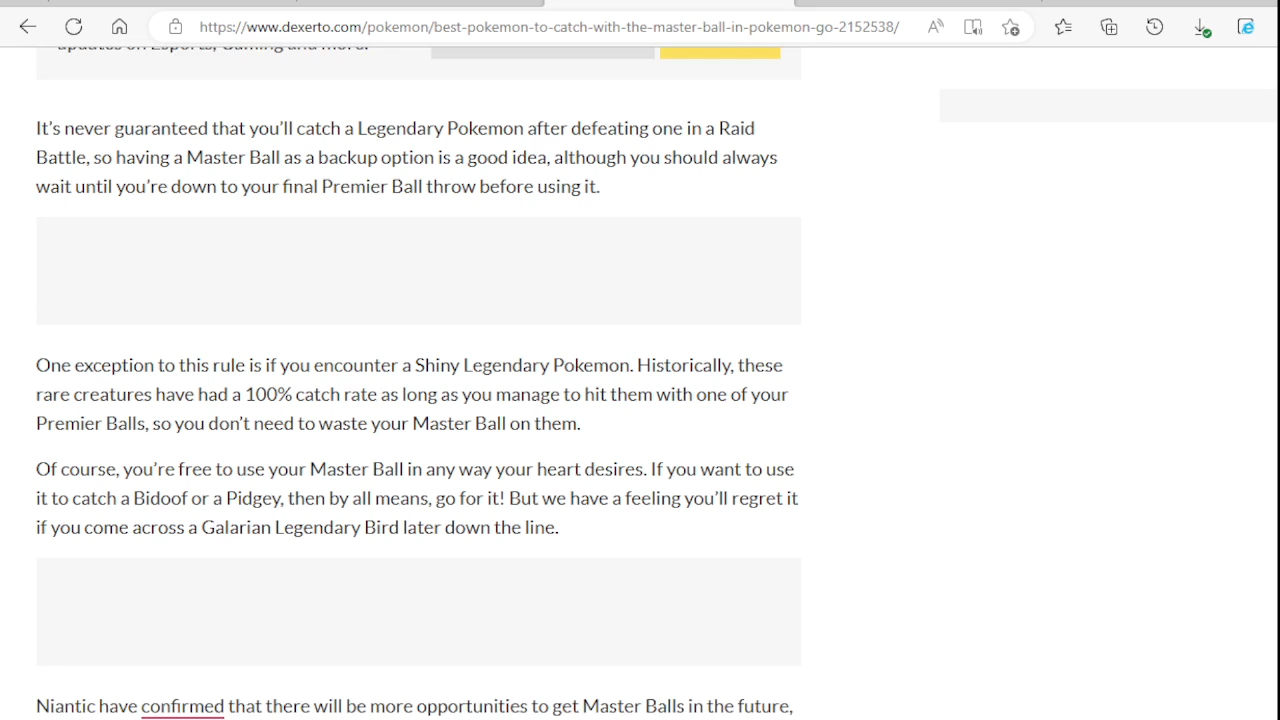 https://www.dexerto.com/pokemon/best-pokemon-to-catch-with-the-master-ball-in-pokemon-go-2152538/
updates on Esports, Gaming and more.
It’s never guaranteed that you’ll catch a Legendary Pokemon after defeating one in a Raid
Battle, so having a Master Ball as a backup option is a good idea, although you should always
wait until you’re down to your final Premier Ball throw before using it.
One exception to this rule is if you encounter a Shiny Legendary Pokemon. Historically, these
rare creatures have had a 100% catch rate as long as you manage to hit them with one of your
Premier Balls, so you don’t need to waste your Master Ball on them.
Of course, you’re free to use your Master Ball in any way your heart desires. If you want to use
it to catch a Bidoof or a Pidgey, then by all means, go for it! But we have a feeling you’ll regret it
if you come across a Galarian Legendary Bird later down the line.
Niantic have confirmed that there will be more opportunities to get Master Balls in the future,